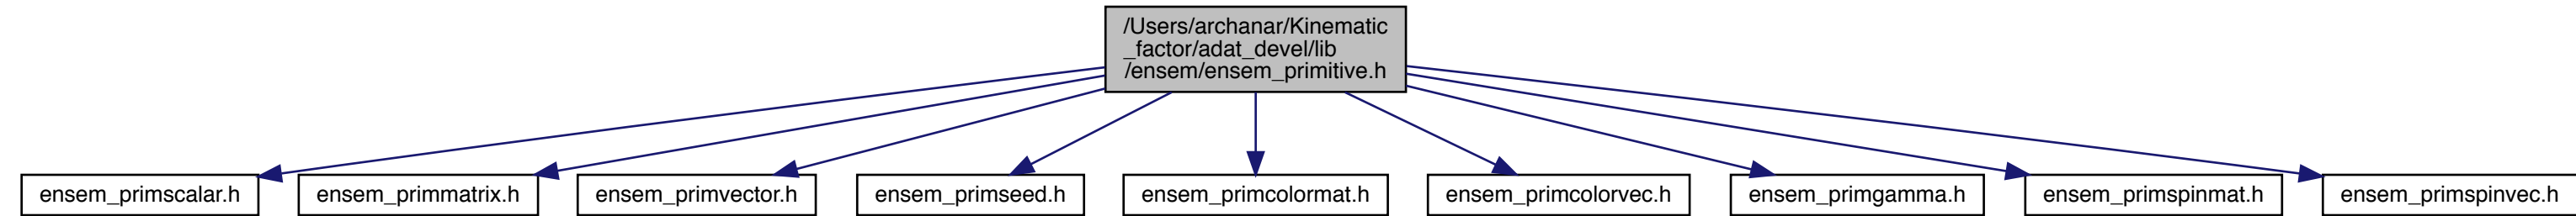 /Users/archanar/Kinematic
_factor/adat_devel/lib
/ensem/ensem_primitive.h
ensem_primscalar.h
ensem_primmatrix.h
ensem_primvector.h
ensem_primseed.h
ensem_primcolormat.h
ensem_primcolorvec.h
ensem_primgamma.h
ensem_primspinmat.h
ensem_primspinvec.h